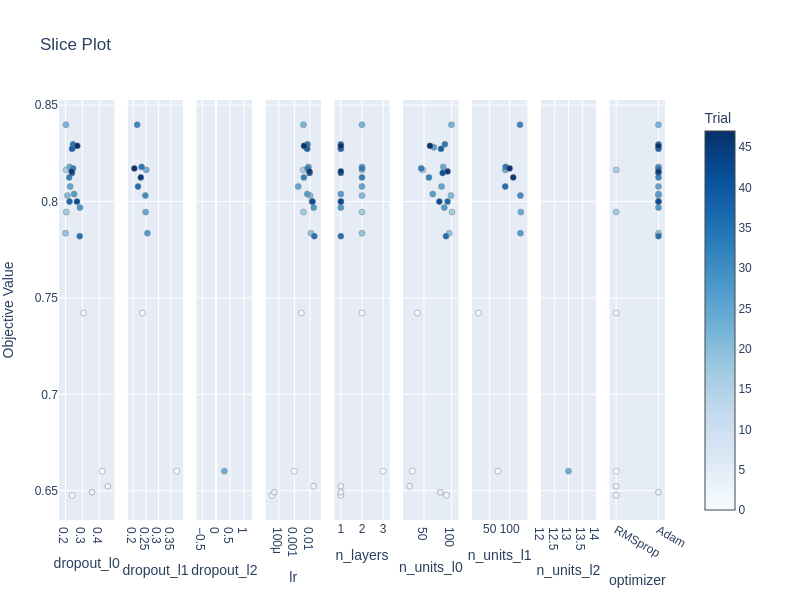 Slice Plot
Trial
Objective Value
0.85
0.8
0.75
0.7
0.65
0.2
0.3
0.4
dropout_l0
0.2
0.3
0.25
0.3
0.35
dropout_l1
−0.5
0
0.5
1
dropout_l2
100μ
0.001
0.01
lr
1
2
3
n_layers
50
100
n_units_l0
50
100
n_units_l1
12
12.5
13
13.5
14
n_units_l2
RMSprop
Adam
optimizer
45
40
35
30
25
20
15
10
5
0